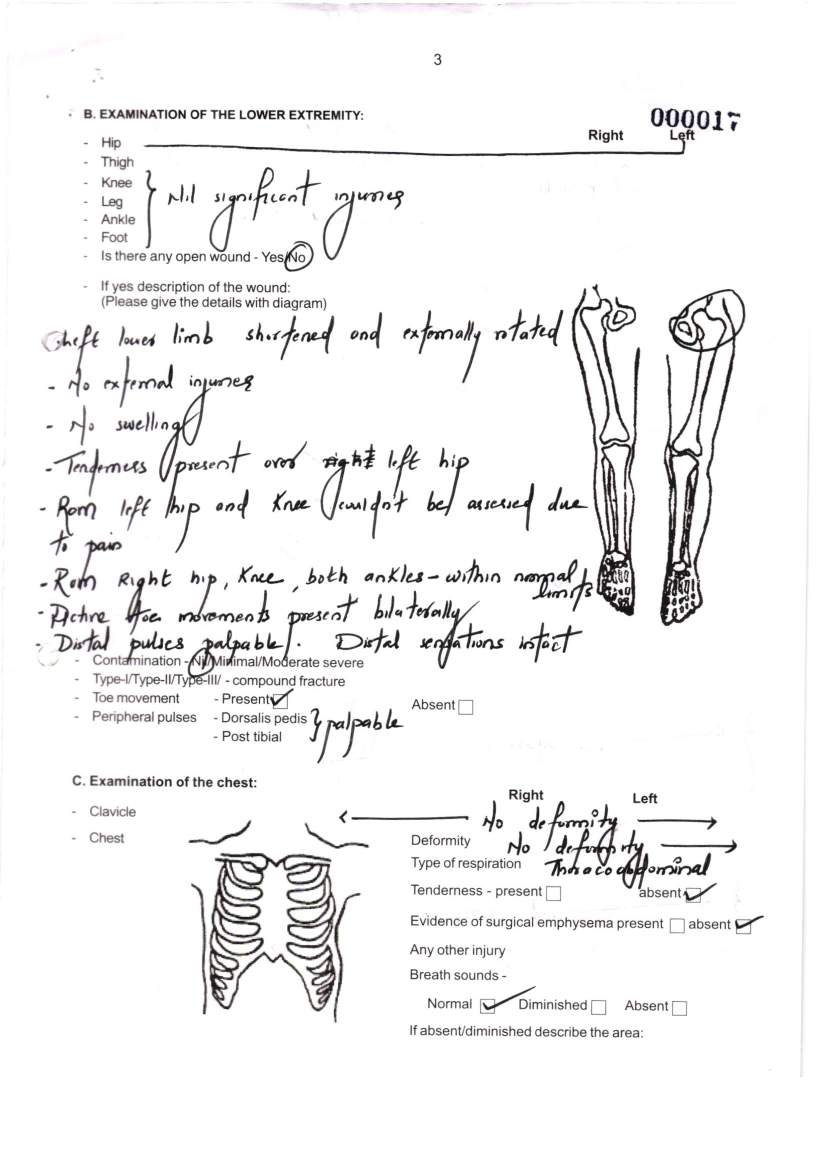 3
000017
B. EXAMINATION OF THE LOWER EXTREMITY:
Right Left
- Hip
- Thigh
- Knee
- Leg
- Ankle
- Foot
Nil significant injuries
- Is there any open wound - Yes/No
- If yes description of the wound:
(Please give the details with diagram)
left lower limb shortened and externally rotated
- No external injuries
- No swelling
- Tenderness present over right left hip
- Rom left hip and Knee couldn't be assessed due
to pain
- Rom Right hip, Knee, both ankles - within normal
limits
- Active toe movements present bilaterally
- Distal pulses palpable. Distal sensations intact
- Contamination - Nil/Minimal/Moderate severe
- Type-I/Type-II/Type-III/ - compound fracture
- Toe movement - Present Absent
- Peripheral pulses - Dorsalis pedis
- Post tibial
palpable
C. Examination of the chest:
Right Left
- Clavicle No deformity
- Chest
Deformity No deformity
Type of respiration Thoracoabdominal
Tenderness - present absent
Evidence of surgical emphysema present absent
Any other injury
Breath sounds -
Normal Diminished Absent
If absent/diminished describe the area: